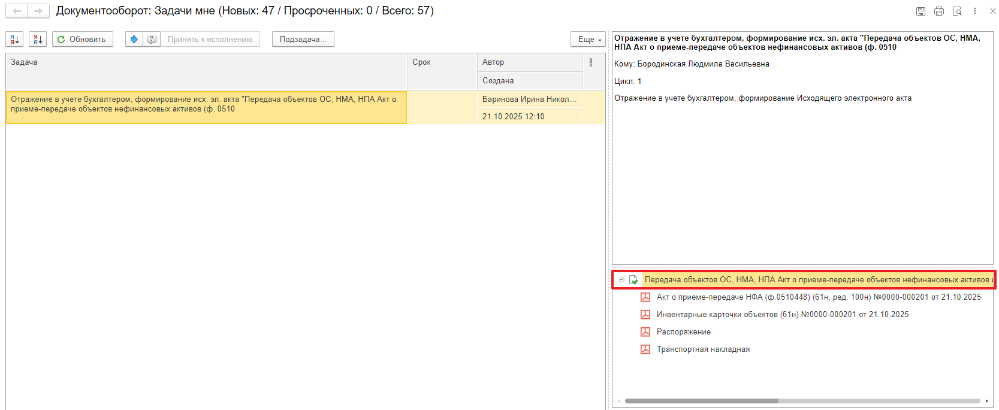 Документооборот: Задачи мне (Новых: 47 / Просроченных: 0 / Всего: 57)
А Я
Я А
Обновить
Принять к исполнению
Подзадача...
Еще
Задача
Срок
Автор
Создана
Отражение в учете бухгалтером, формирование исх. эл. акта "Передача объектов ОС, НМА, НПА Акт о
приеме-передаче объектов нефинансовых активов (ф. 0510
Баринова Ирина Никол...
21.10.2025 12:10
Отражение в учете бухгалтером, формирование исх. эл. акта "Передача объектов ОС, НМА,
НПА Акт о приеме-передаче объектов нефинансовых активов (ф. 0510
Кому: Бородинская Людмила Васильевна
Цикл: 1
Отражение в учете бухгалтером, формирование Исходящего электронного акта
Передача объектов ОС, НМА, НПА Акт о приеме-передаче объектов нефинансовых активов (
Акт о приеме-передаче НФА (ф.0510448) (61н, ред. 100н) №0000-000201 от 21.10.2025
Инвентарные карточки объектов (61н) №0000-000201 от 21.10.2025
Распоряжение
Транспортная накладная